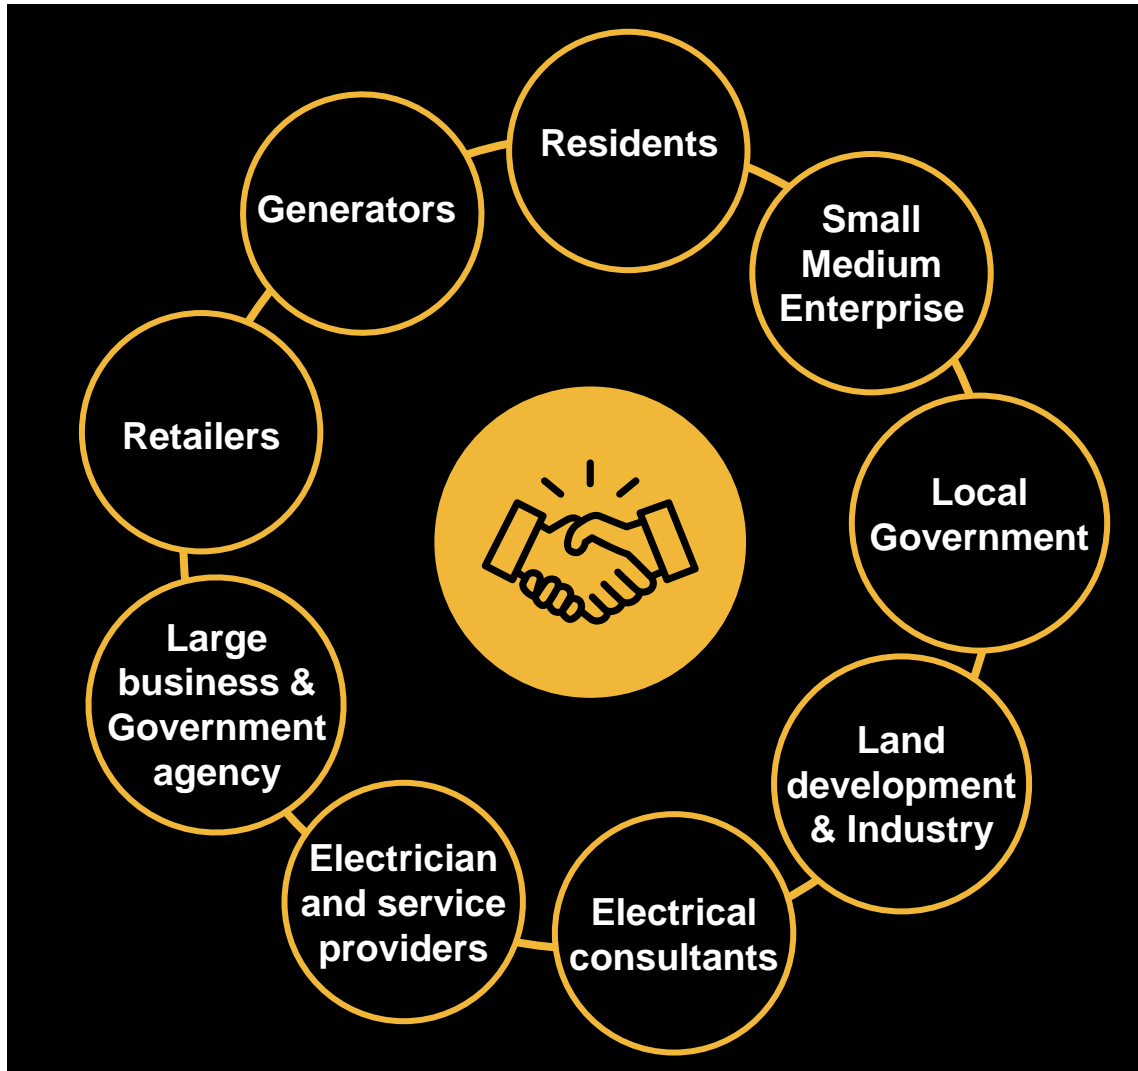 Residents
Small
Medium
Enterprise
Local
Government
Land
development
& Industry
Electrical
consultants
Electrician
and service
providers
Large
business &
Government
agency
Retailers
Generators